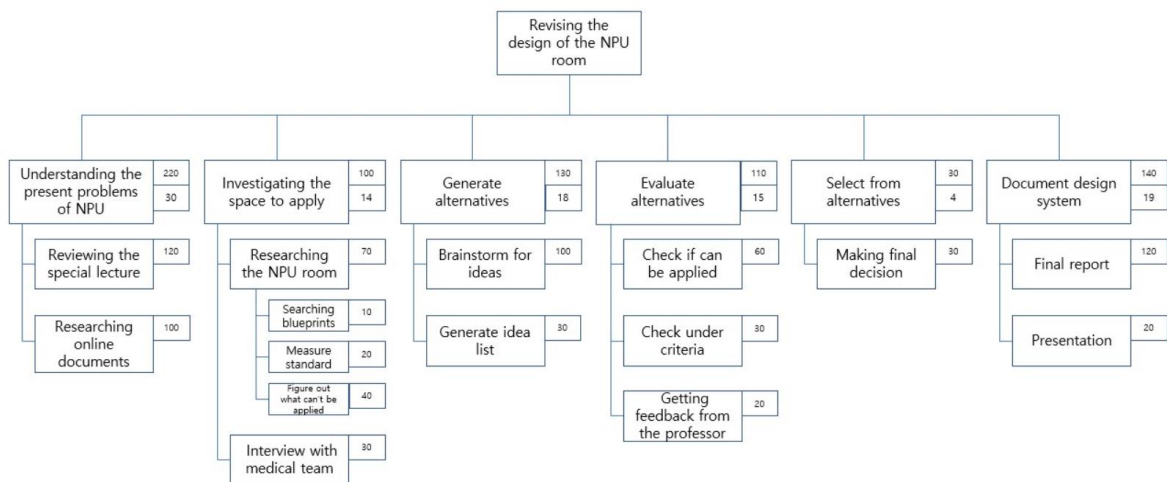 Revising the
design of the NPU
room
Understanding the
present problems
of NPU
220
30
Investigating the
space to apply
100
14
Generate
alternatives
130
18
Evaluate
alternatives
110
15
Select from
alternatives
30
4
Document design
system
140
19
Reviewing the
special lecture
120
Researching
online
documents
100
Researching
the NPU room
70
Searching
blueprints
10
Measure
standard
20
Figure out
what can't be
applied
40
Interview with
medical team
30
Brainstorm for
ideas
100
Generate idea
list
30
Check if can
be applied
60
Check under
criteria
30
Getting
feedback from
the professor
20
Making final
decision
30
Final report
120
Presentation
20